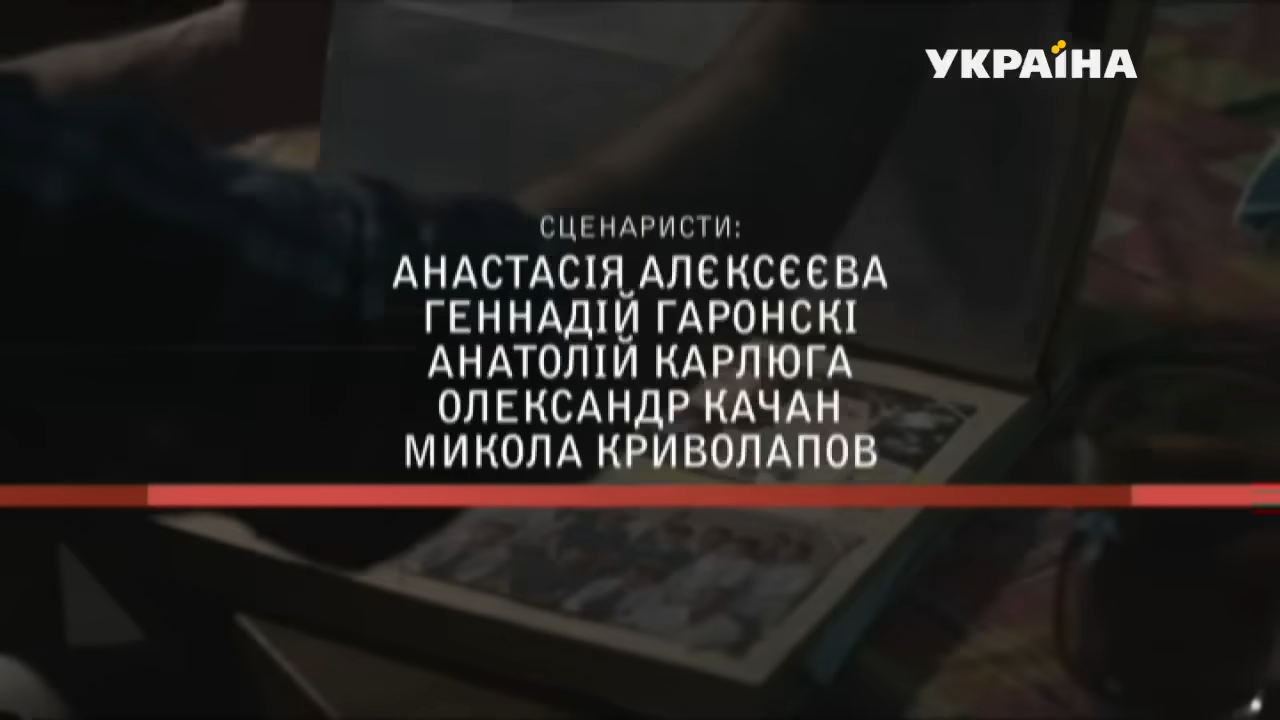 УКРАЇНА
СЦЕНАРИСТИ:
АНАСТАСІЯ АЛЄКСЄЄВА
ГЕННАДІЙ ГАРОНСКІ
АНАТОЛІЙ КАРЛЮГА
ОЛЕКСАНДР КАЧАН
МИКОЛА КРИВОЛАПОВ